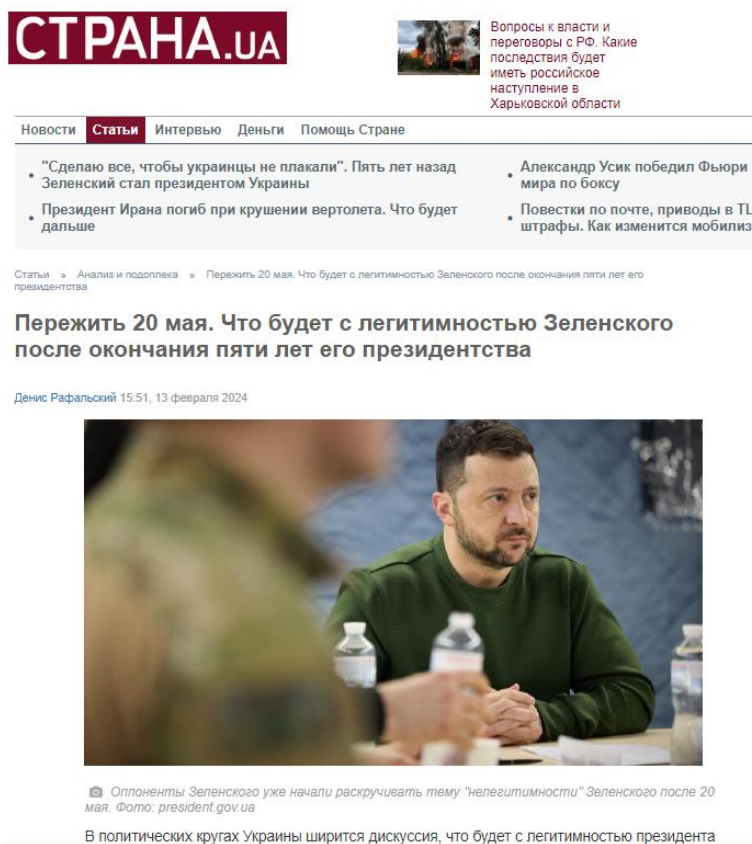 СТРАНА.UA
Вопросы к власти и
переговоры с РФ. Какие
последствия будет
иметь российское
наступление в
Харьковской области
Новости Статьи Интервью Деньги Помощь Стране
"Сделаю все, чтобы украинцы не плакали". Пять лет назад
Зеленский стал президентом Украины
Президент Ирана погиб при крушении вертолета. Что будет
дальше
Александр Усик победил Фьюри
мира по боксу
Повестки по почте, приводы в ТЦ
штрафы. Как изменится мобилиз
Статьи » Анализ и подоплека » Пережить 20 мая. Что будет с легитимностью Зеленского после окончания пяти лет его
президентства
Пережить 20 мая. Что будет с легитимностью Зеленского
после окончания пяти лет его президентства
Денис Рафальский 15:51, 13 февраля 2024
Оппоненты Зеленского уже начали раскручивать тему "нелегитимности" Зеленского после 20
мая. Фото: president.gov.ua
В политических кругах Украины ширится дискуссия, что будет с легитимностью президента